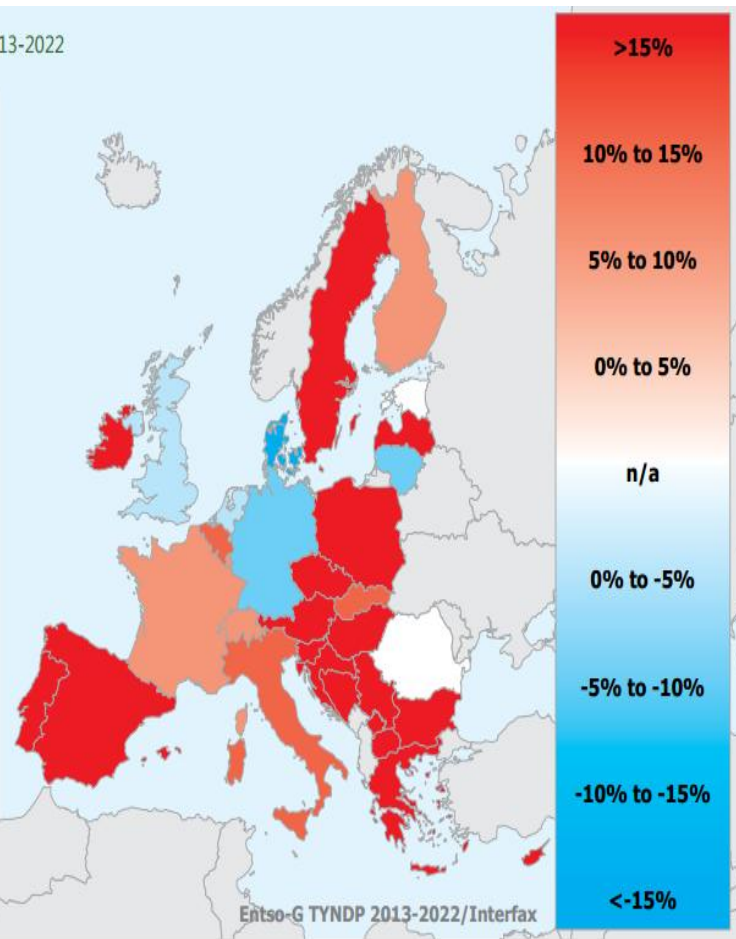 13-2022
>15%
10% to 15%
5% to 10%
0% to 5%
n/a
0% to -5%
-5% to -10%
-10% to -15%
<-15%
Entso-G TYNDP 2013-2022/Interfax